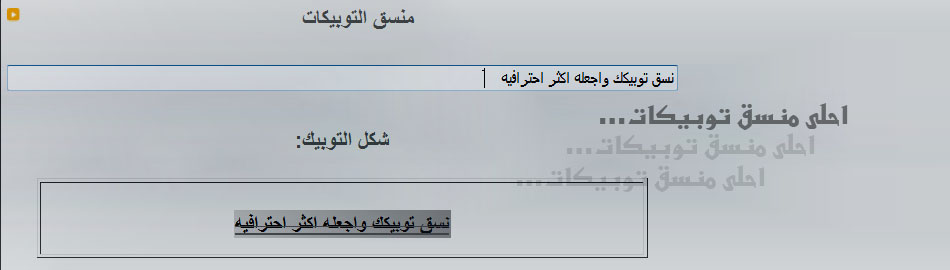 منسق التوبيكات
نسق توبيكك واجعله اكثر احترافيه
احلى منسق توبيكات...
احلى منسق توبيكات...
احلى منسق توبيكات...
شكل التوبيك:
نسق توبيكك واجعله اكثر احترافيه